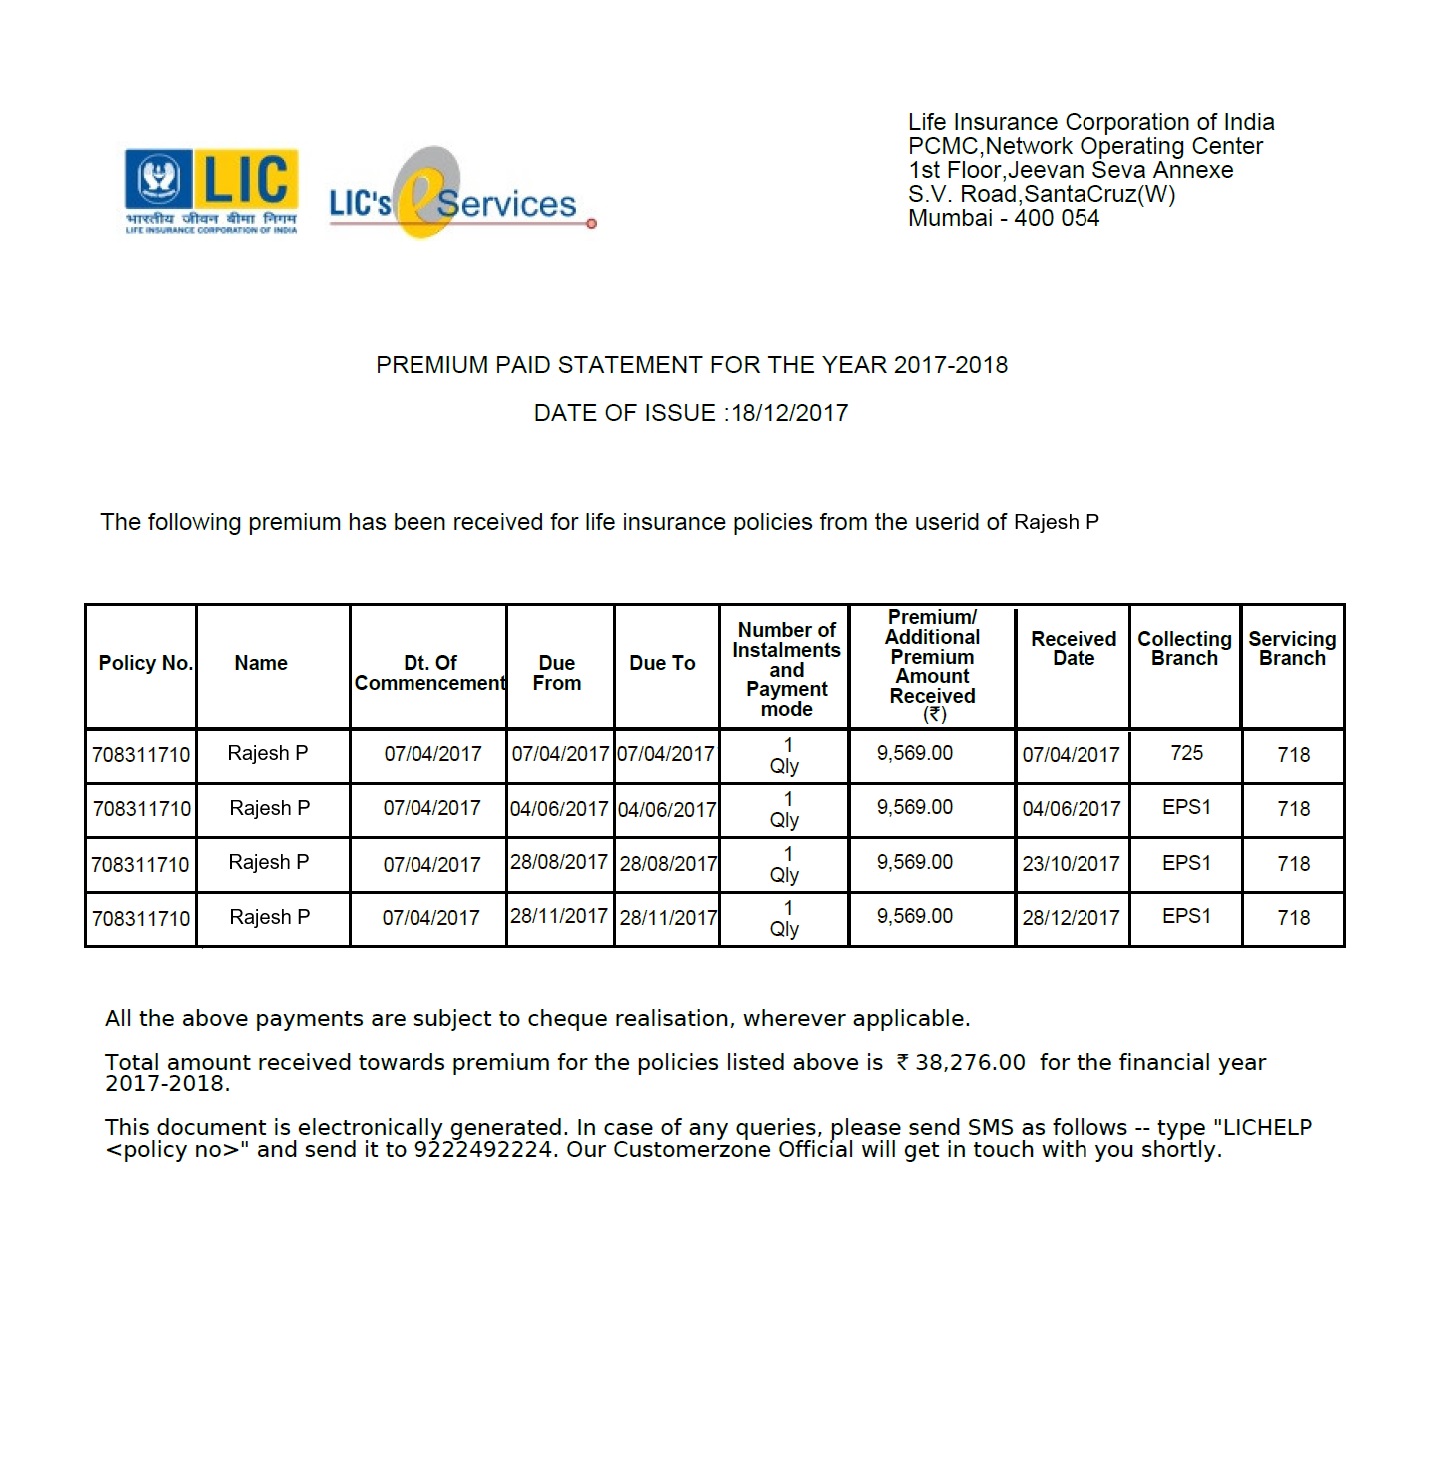 LIC
भारतीय जीवन बीमा निगम
LIFE INSURANCE CORPORATION OF INDIA
LIC's eServices
Life Insurance Corporation of India
PCMC,Network Operating Center
1st Floor,Jeevan Seva Annexe
S.V. Road,SantaCruz(W)
Mumbai - 400 054
PREMIUM PAID STATEMENT FOR THE YEAR 2017-2018
DATE OF ISSUE :18/12/2017
The following premium has been received for life insurance policies from the userid of Rajesh P
Policy No. Name Dt. Of Commencement Due From Due To Number of Instalments and Payment mode Premium/ Additional Premium Amount Received (₹) Received Date Collecting Branch Servicing Branch
708311710 Rajesh P 07/04/2017 07/04/2017 07/04/2017 1 Qly 9,569.00 07/04/2017 725 718
708311710 Rajesh P 07/04/2017 04/06/2017 04/06/2017 1 Qly 9,569.00 04/06/2017 EPS1 718
708311710 Rajesh P 07/04/2017 28/08/2017 28/08/2017 1 Qly 9,569.00 23/10/2017 EPS1 718
708311710 Rajesh P 07/04/2017 28/11/2017 28/11/2017 1 Qly 9,569.00 28/12/2017 EPS1 718
All the above payments are subject to cheque realisation, wherever applicable.
Total amount received towards premium for the policies listed above is ₹ 38,276.00 for the financial year
2017-2018.
This document is electronically generated. In case of any queries, please send SMS as follows -- type "LICHELP
<policy no>" and send it to 9222492224. Our Customerzone Official will get in touch with you shortly.